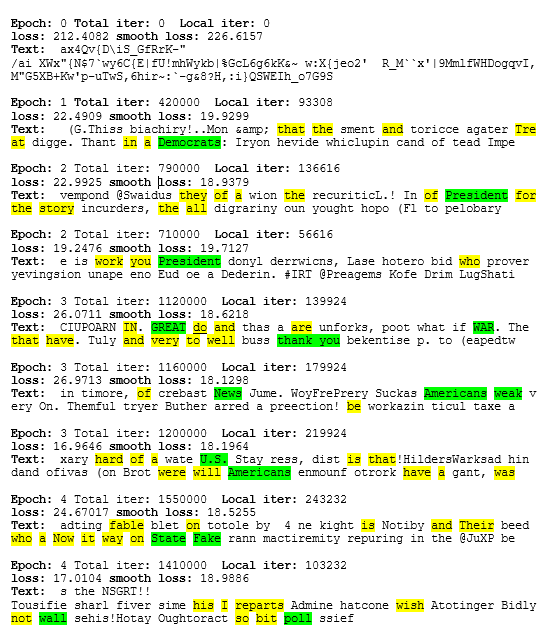 Epoch: 0 Total iter: 0  Local iter: 0
loss: 212.4082 smooth loss: 226.6157
Text:  ax4Qv{D\iS_GfRrK-"
/ai XWx"{N$7`wy6C{E|fU!mhWykb|%GcL6g6kK&~ w:X{jeo2'  R_M``x'|9MmlfWHDogqvI,
M"G5XB+Kw'p-uTwS,6hir~:`-g&8?H,:i}QSWEIh_o7G9S
Epoch: 1 Total iter: 420000  Local iter: 93308
loss: 22.4909 smooth loss: 19.9299
Text:   (G.Thiss biachiry!..Mon &amp; that the sment and toricce agater Tre
at digge. Thant in a Democrats: Iryon hevide whiclupin cand of tead Impe
Epoch: 2 Total iter: 790000  Local iter: 136616
loss: 22.9925 smooth loss: 18.9379
Text:  vempond @Swaidus they of a wion the recuriticL.! In of President for
the story incurders, the all digrariny oun yought hopo (Fl to pelobary
Epoch: 2 Total iter: 710000  Local iter: 56616
loss: 19.2476 smooth loss: 19.7127
Text:  e is work you President donyl derrwicns, Lase hotero bid who prover
yevingsion unape eno Eud oe a Dederin. #IRT @Preagems Kofe Drim LugShati
Epoch: 3 Total iter: 1120000  Local iter: 139924
loss: 26.0711 smooth loss: 18.6218
Text:  CIUPOARN IN. GREAT do and thas a are unforks, poot what if WAR. The
that have. Tuly and very to well buss thank you bekentise p. to (eapedtw
Epoch: 3 Total iter: 1160000  Local iter: 179924
loss: 26.9713 smooth loss: 18.1298
Text:  in timore, of crebast News Jume. WoyFrePrery Suckas Americans weak v
ery On. Themful tryer Buther arred a preection! be workazin ticul taxe a
Epoch: 3 Total iter: 1200000  Local iter: 219924
loss: 16.9646 smooth loss: 18.1964
Text:  xary hard of a wate U.S. Stay ress, dist is that!HildersWarksad hin
dand ofivas (on Brot were will Americans enmounf otrork have a gant, was
Epoch: 4 Total iter: 1550000  Local iter: 243232
loss: 24.67017 smooth loss: 18.5255
Text:  adting fable blet on totole by  4 ne kight is Notiby and Their beed
who a Now it way on State Fake rann mactiremity repuring in the @JuXP be
Epoch: 4 Total iter: 1410000  Local iter: 103232
loss: 17.0104 smooth loss: 18.9886
Text:  s the NSGRT!!
Tousifie sharl fiver sime his I reparts Admine hatcone wish Atotinger Bidly
not wall sehis!Hotay Oughtoract so bit poll ssief